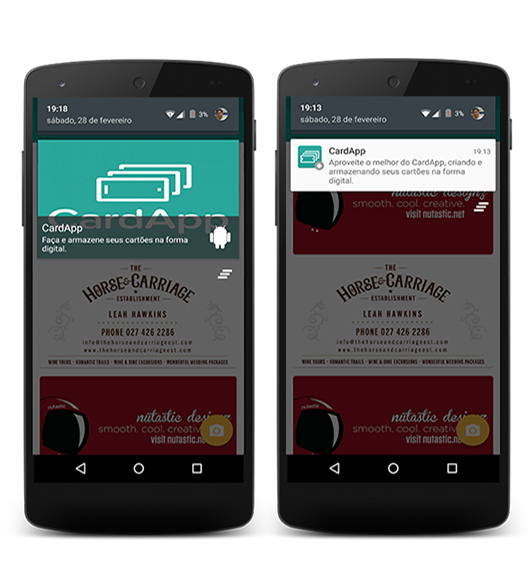 19:18
3%
sábado, 28 de fevereiro
CardApp
CardApp
Faça e armazene seus cartões na forma
digital.
THE
HORSE & CARRIAGE
ESTABLISHMENT
LEAH HAWKINS
PHONE 027 426 2286
info@thehorseandcarriageest.com
www.thehorseandcarriageest.com
WINE TOURS - ROMANTIC TRAILS - WINE & DINE EXCURSIONS - WONDERFUL WEDDING PACKAGES
nutastic
nütastic designz
smooth. cool. creative.
visit nutastic.net
19:13
3%
sábado, 28 de fevereiro
CardApp
19:13
Aproveite o melhor do CardApp, criando e
armazenando seus cartões na forma
digital.
nütastic designz
smooth. cool. creative.
visit nutastic.net
THE
HORSE & CARRIAGE
ESTABLISHMENT
LEAH HAWKINS
PHONE 027 426 2286
info@thehorseandcarriageest.com
www.thehorseandcarriageest.com
WINE TOURS - ROMANTIC TRAILS - WINE & DINE EXCURSIONS - WONDERFUL WEDDING PACKAGES
nutastic
nütastic designz
smooth. cool. creative.
visit nutastic.net